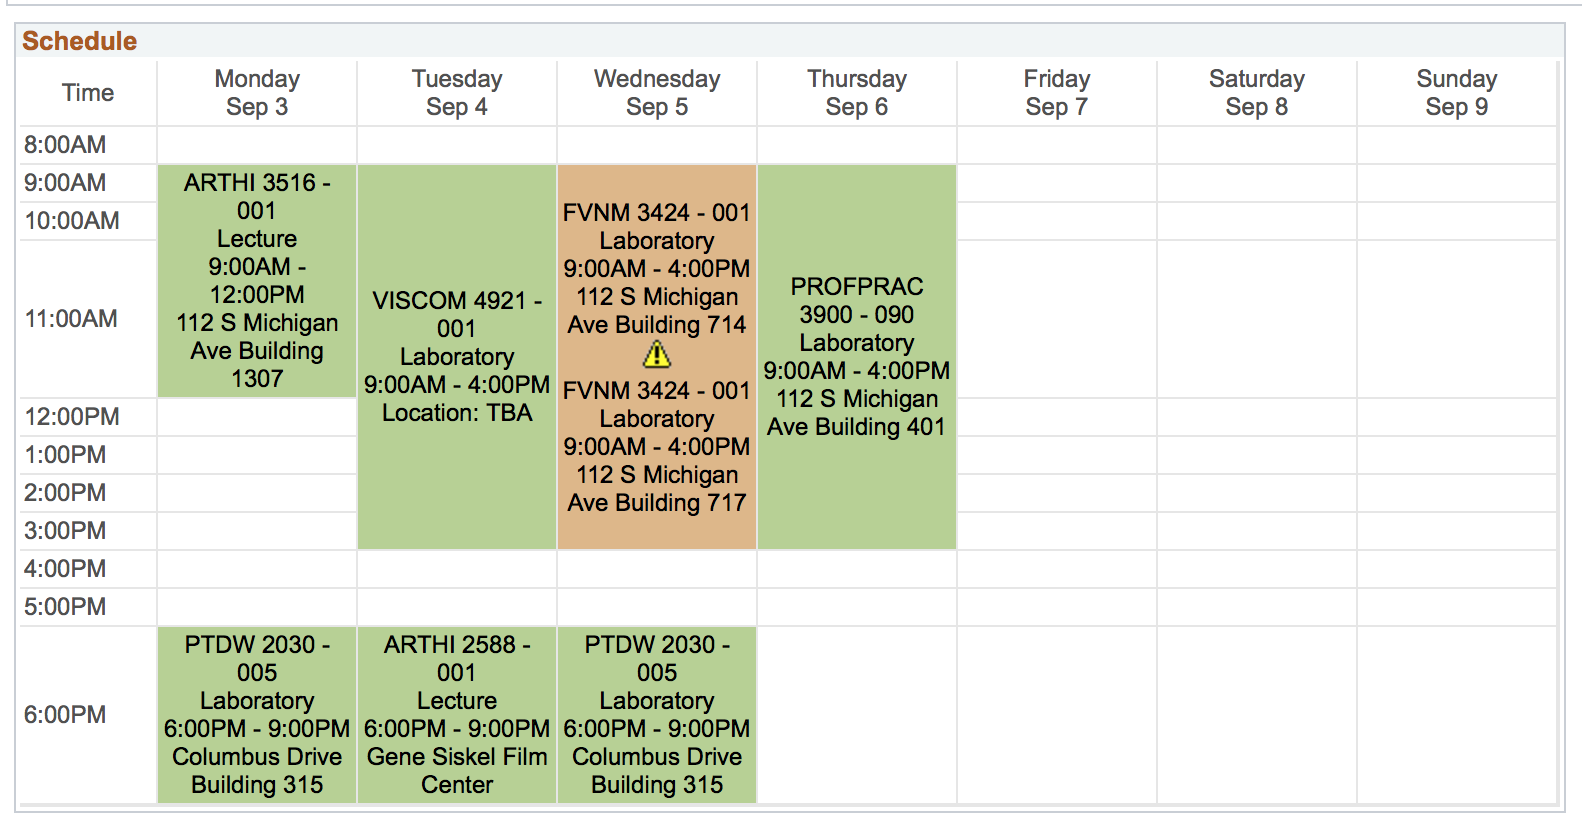 Schedule
Time
Monday
Sep 3
Tuesday
Sep 4
Wednesday
Sep 5
Thursday
Sep 6
Friday
Sep 7
Saturday
Sep 8
Sunday
Sep 9
8:00AM
9:00AM
10:00AM
11:00AM
12:00PM
1:00PM
2:00PM
3:00PM
4:00PM
5:00PM
6:00PM
ARTHI 3516 -
001
Lecture
9:00AM -
12:00PM
112 S Michigan
Ave Building
1307
VISCOM 4921 -
001
Laboratory
9:00AM - 4:00PM
Location: TBA
FVNM 3424 - 001
Laboratory
9:00AM - 4:00PM
112 S Michigan
Ave Building 714
FVNM 3424 - 001
Laboratory
9:00AM - 4:00PM
112 S Michigan
Ave Building 717
PROFPRAC
3900 - 090
Laboratory
9:00AM - 4:00PM
112 S Michigan
Ave Building 401
PTDW 2030 -
005
Laboratory
6:00PM - 9:00PM
Columbus Drive
Building 315
ARTHI 2588 -
001
Lecture
6:00PM - 9:00PM
Gene Siskel Film
Center
PTDW 2030 -
005
Laboratory
6:00PM - 9:00PM
Columbus Drive
Building 315